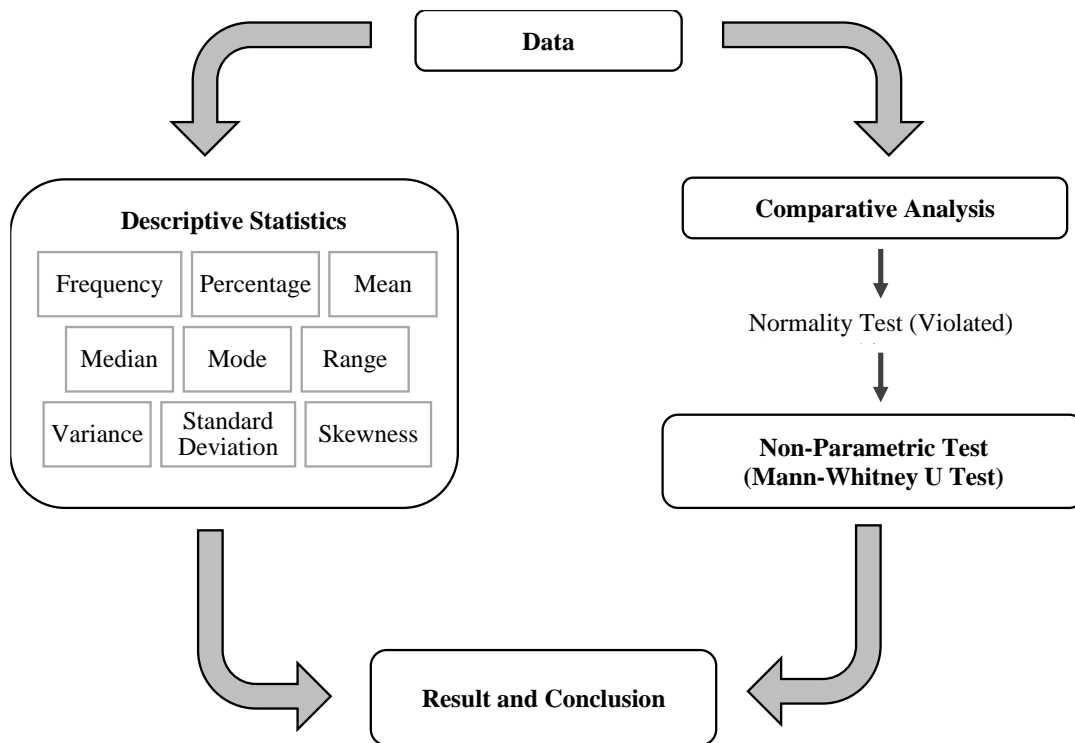 Data
Descriptive Statistics
Frequency
Percentage
Mean
Median
Mode
Range
Variance
Standard
Deviation
Skewness
Comparative Analysis
Normality Test (Violated)
Non-Parametric Test
(Mann-Whitney U Test)
Result and Conclusion